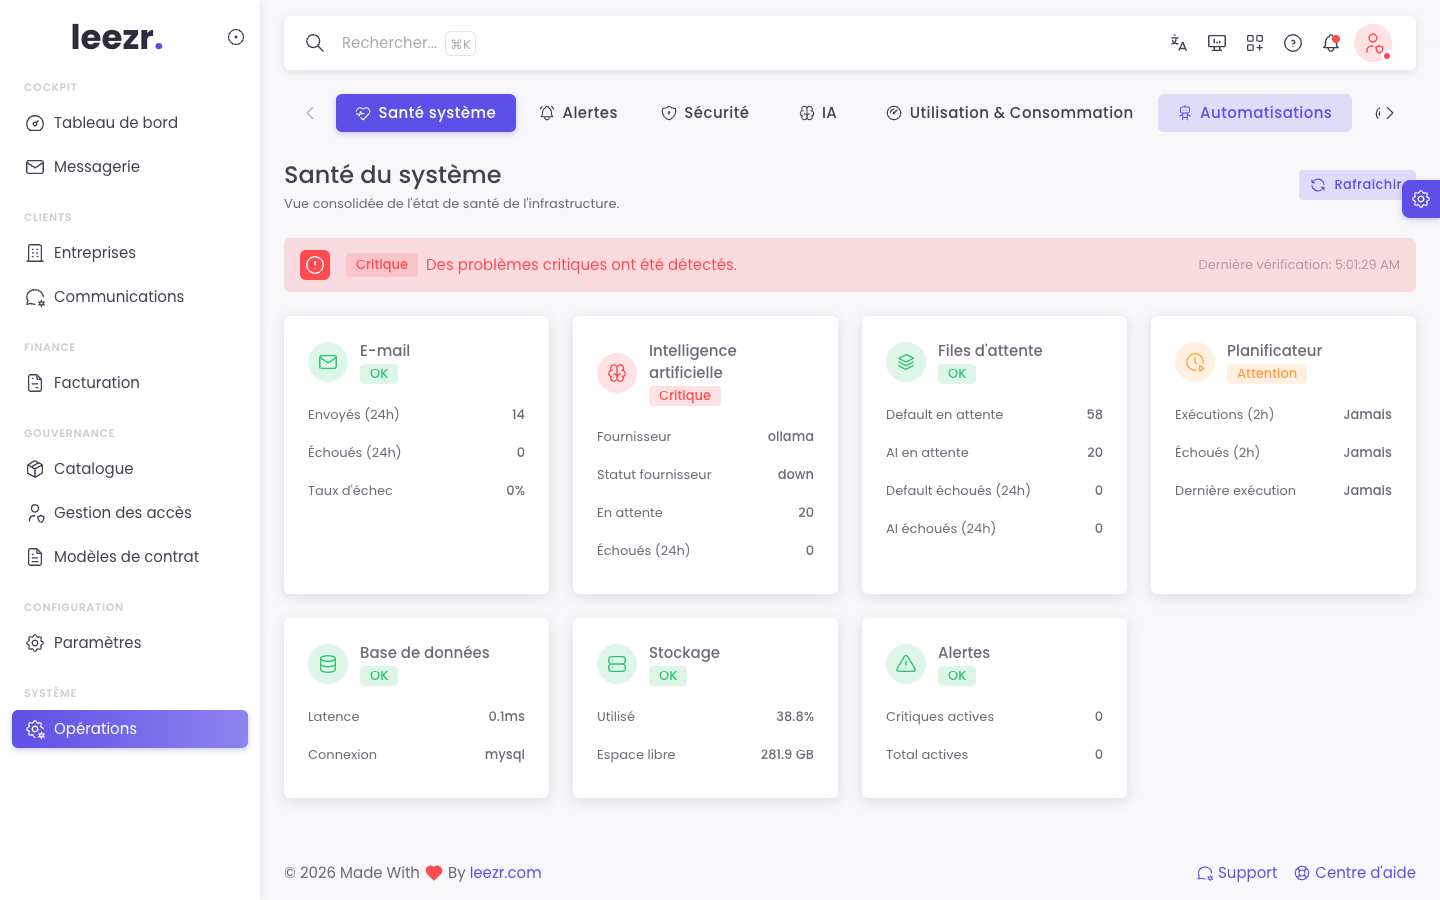 leezr.
COCKPIT
Tableau de bord
Messagerie
CLIENTS
Entreprises
Communications
FINANCE
Facturation
GOUVERNANCE
Catalogue
Gestion des accès
Modèles de contrat
CONFIGURATION
Paramètres
SYSTÈME
Opérations
Rechercher... ⌘K
Santé système
Alertes
Sécurité
IA
Utilisation & Consommation
Automatisations
Santé du système
Vue consolidée de l'état de santé de l'infrastructure.
Rafraîchir
Critique Des problèmes critiques ont été détectés.
Dernière vérification: 5:01:29 AM
E-mail
OK
Envoyés (24h) 14
Échoués (24h) 0
Taux d'échec 0%
Intelligence
artificielle
Critique
Fournisseur ollama
Statut fournisseur down
En attente 20
Échoués (24h) 0
Files d'attente
OK
Default en attente 58
AI en attente 20
Default échoués (24h) 0
AI échoués (24h) 0
Planificateur
Attention
Exécutions (2h) Jamais
Échoués (2h) Jamais
Dernière exécution Jamais
Base de données
OK
Latence 0.1ms
Connexion mysql
Stockage
OK
Utilisé 38.8%
Espace libre 281.9 GB
Alertes
OK
Critiques actives 0
Total actives 0
© 2026 Made With ❤ By leezr.com
Support
Centre d'aide